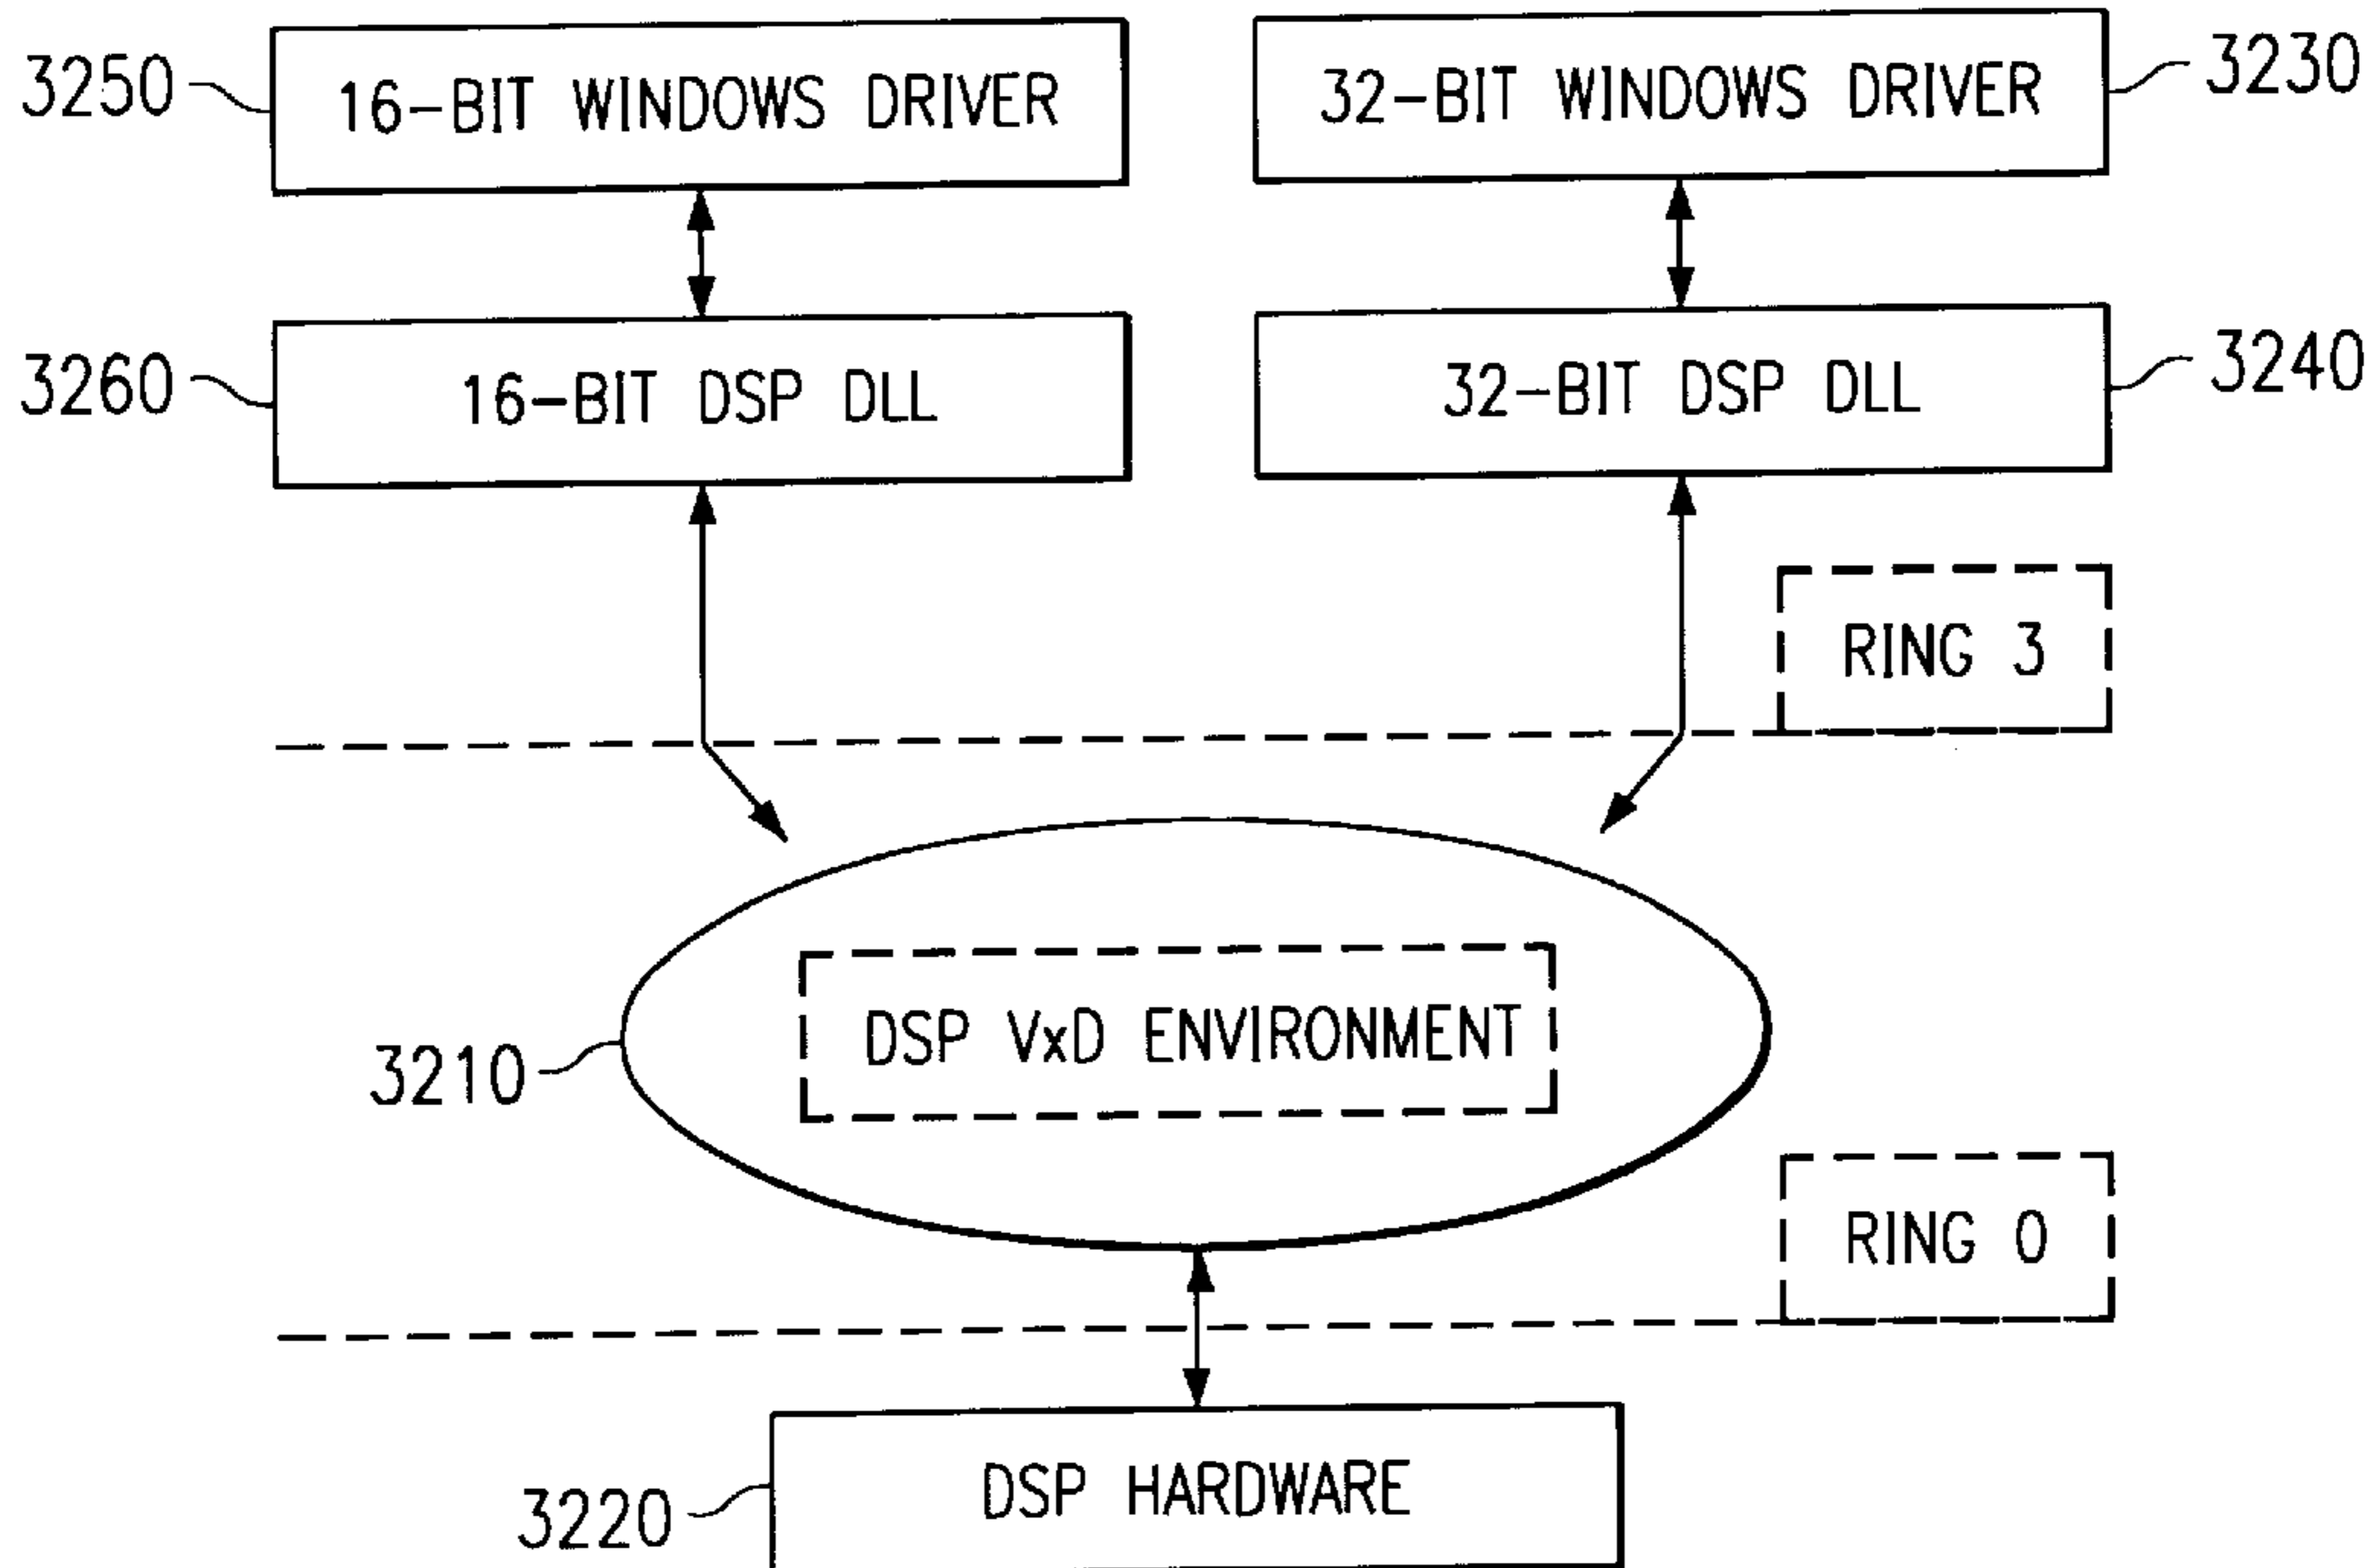 3250
16-BIT WINDOWS DRIVER
32-BIT WINDOWS DRIVER
3230
3260
16-BIT DSP DLL
32-BIT DSP DLL
3240
RING 3
DSP VxD ENVIRONMENT
3210
RING 0
DSP HARDWARE
3220